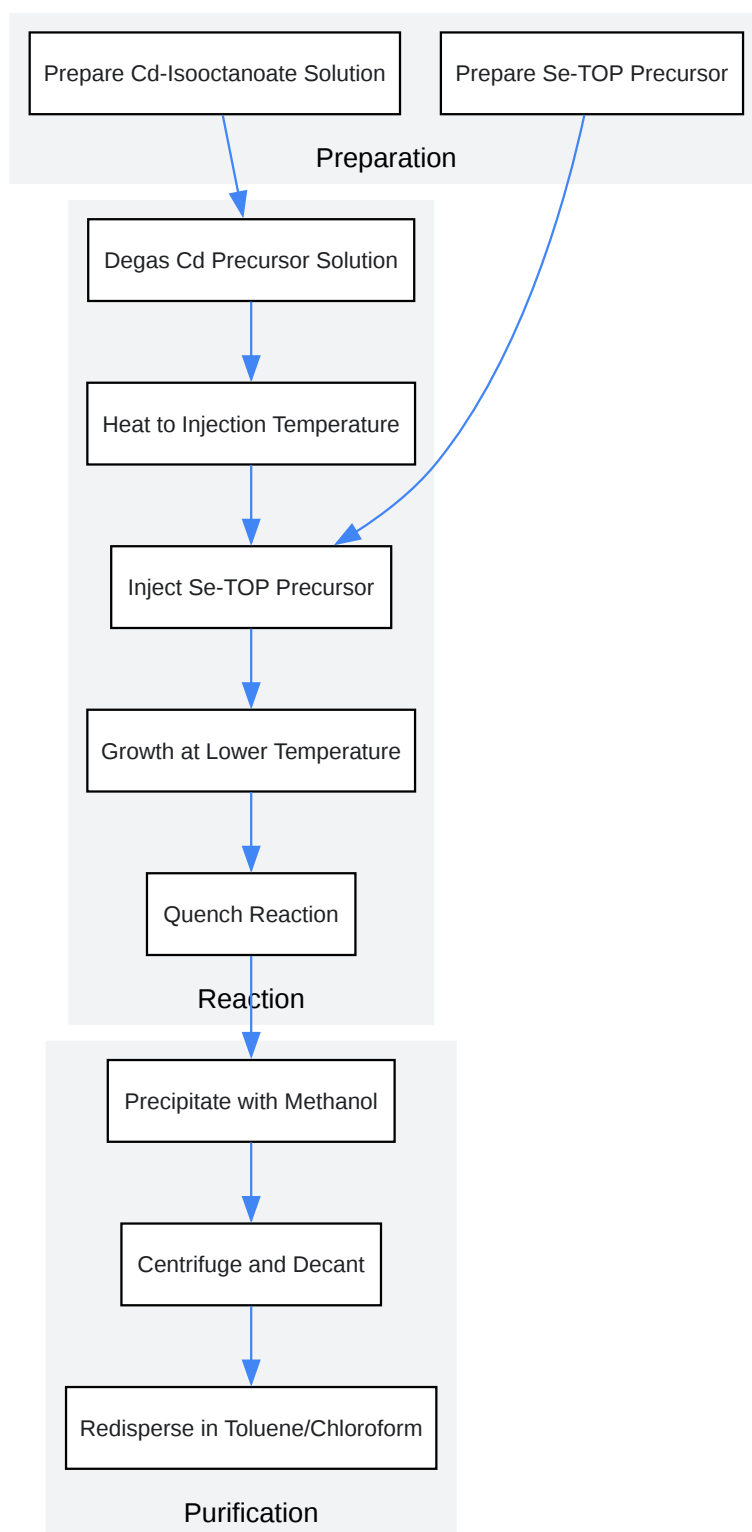 Prepare Cd-Isooctanoate Solution
Prepare Se-TOP Precursor
Preparation
Degas Cd Precursor Solution
Heat to Injection Temperature
Inject Se-TOP Precursor
Growth at Lower Temperature
Quench Reaction
Reaction
Precipitate with Methanol
Centrifuge and Decant
Redisperse in Toluene/Chloroform
Purification